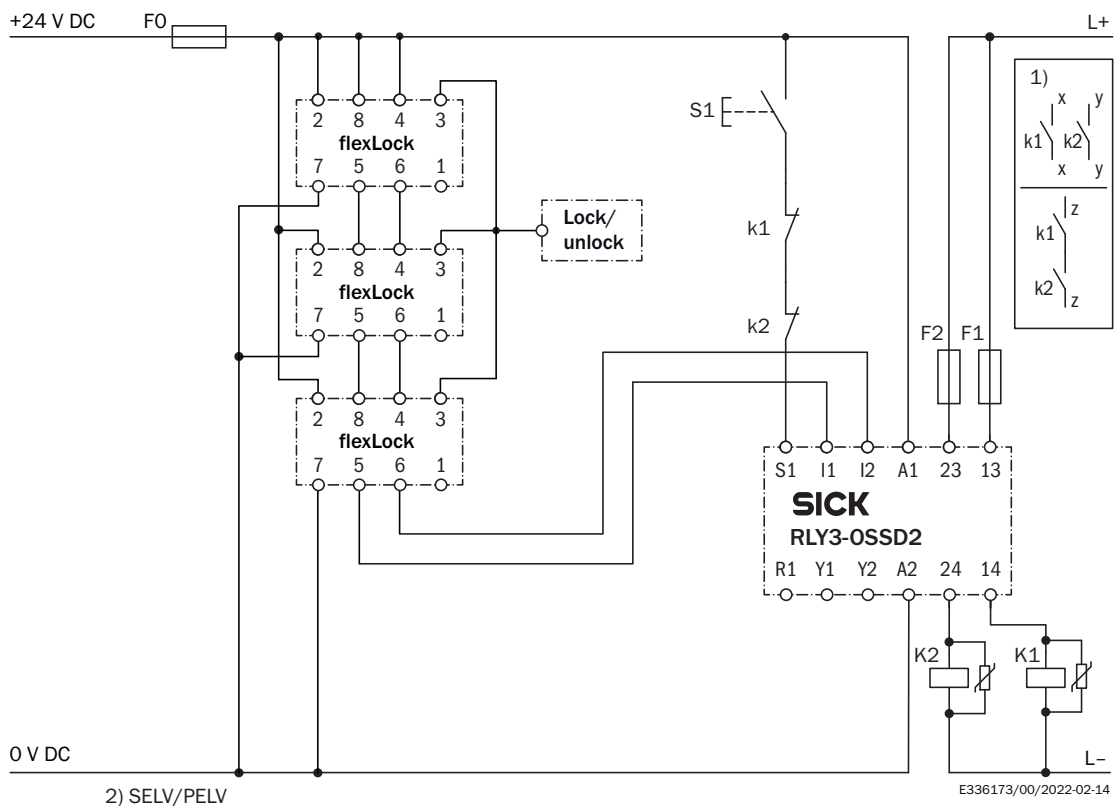 +24 V DC F0 L+
1)
x y
k1 k2
x y
z
k1
k2
z
S1
2 8 4 3
flexLock
7 5 6 1
Lock/
unlock
k1
2 8 4 3
flexLock
7 5 6 1
k2
F2 F1
2 8 4 3
flexLock
7 5 6 1
S1 I1 I2 A1 23 13
SICK
RLY3-OSSD2
R1 Y1 Y2 A2 24 14
K2 K1
0 V DC L–
2) SELV/PELV
E336173/00/2022-02-14